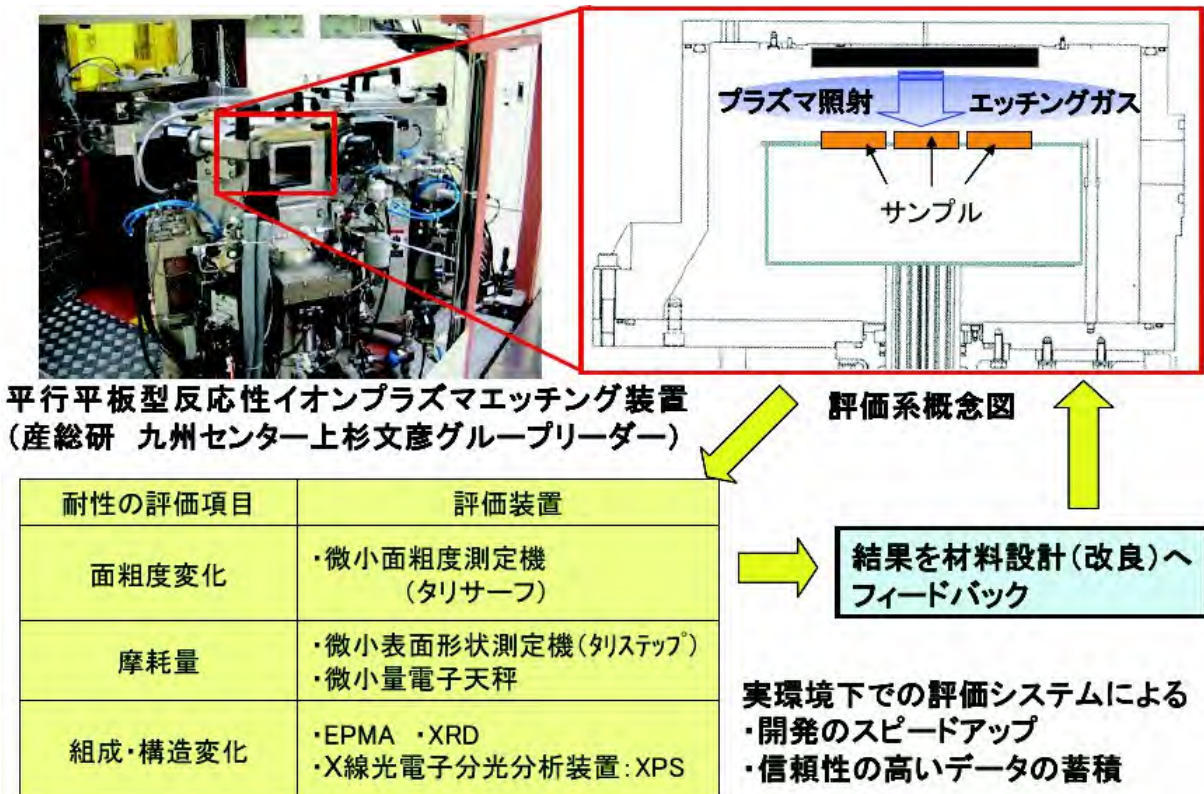 プラズマ照射 エッチングガス
サンプル
平行平板型反応性イオンプラズマエッチング装置
(産総研 九州センター上杉文彦グループリーダー)
評価系概念図
耐性の評価項目 評価装置
面粗度変化 ・微小面粗度測定機
(タリサーフ)
摩耗量 ・微小表面形状測定機(タリステップ)
・微小量電子天秤
組成・構造変化 ・EPMA ・XRD
・X線光電子分光分析装置:XPS
結果を材料設計(改良)へ
フィードバック
実環境下での評価システムによる
・開発のスピードアップ
・信頼性の高いデータの蓄積